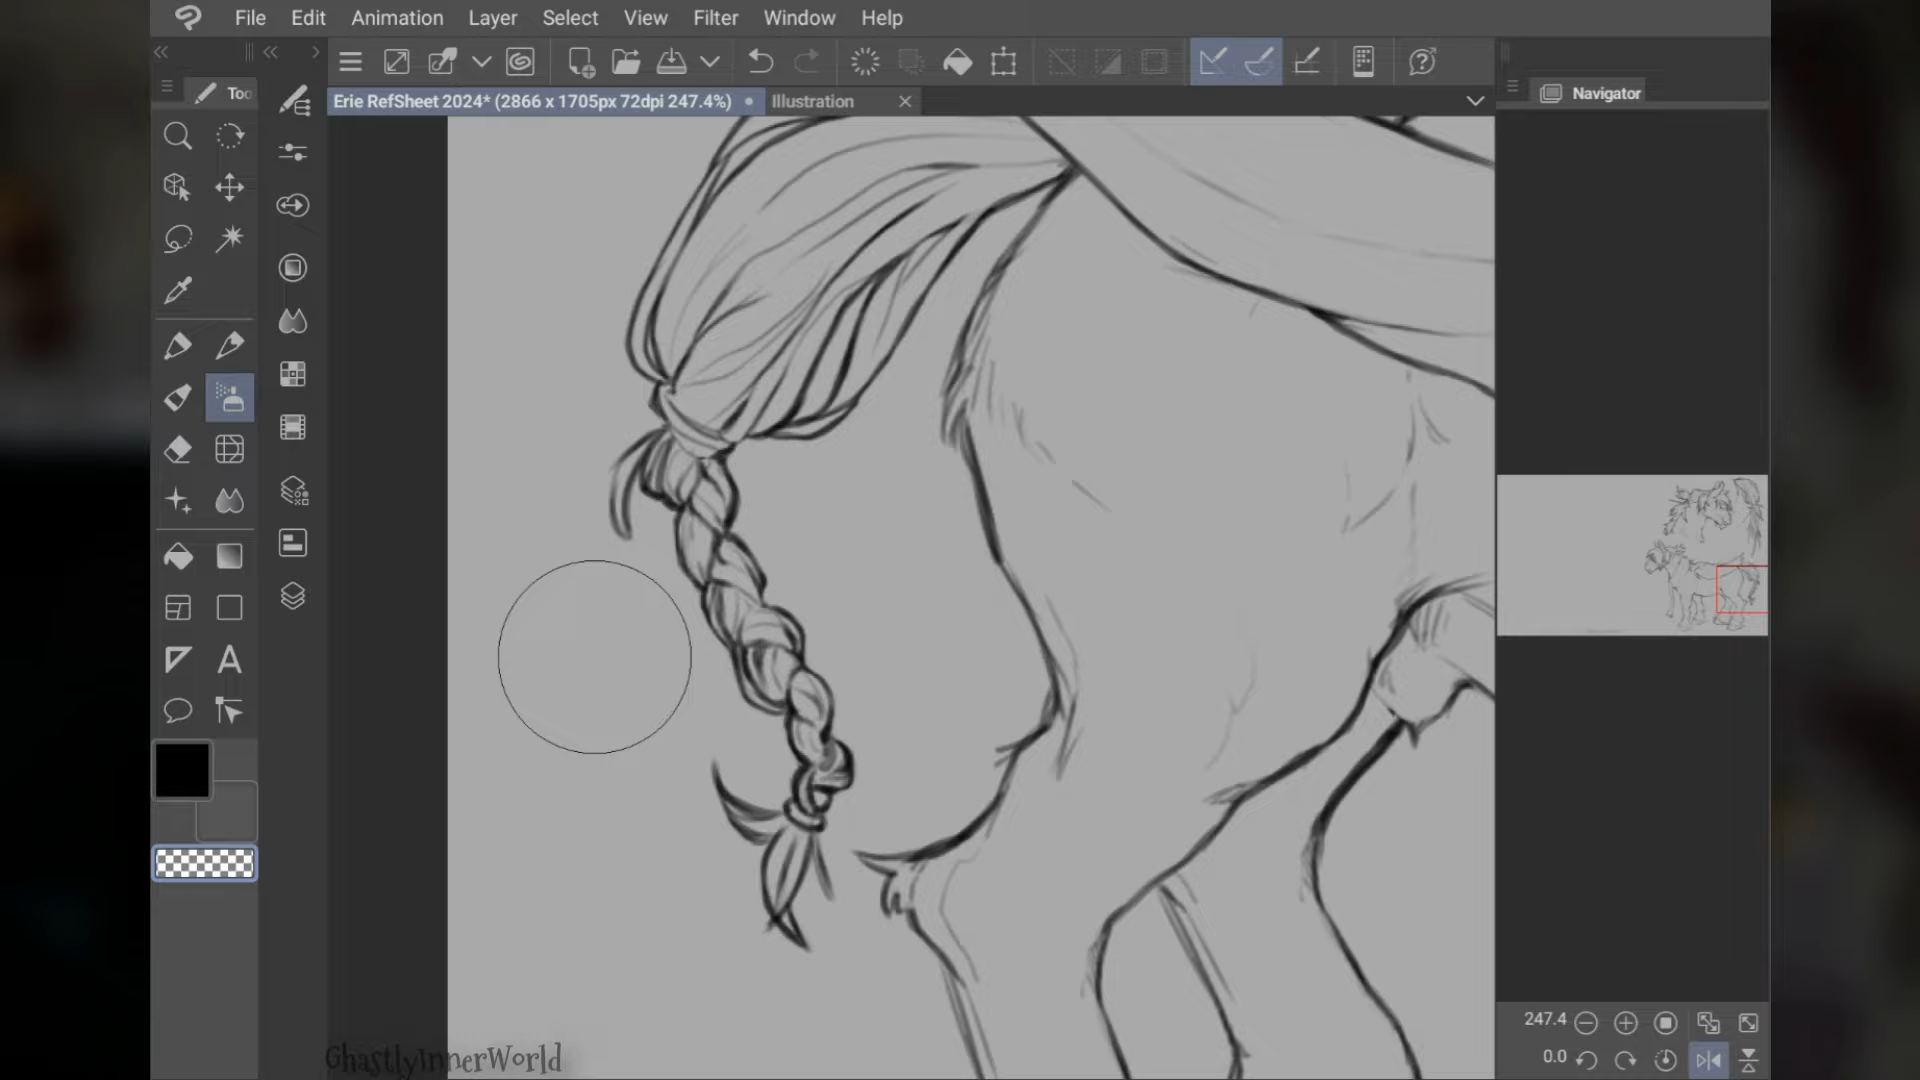 File Edit Animation Layer Select View Filter Window Help
Too
Erie RefSheet 2024* (2866 x 1705px 72dpi 247.4%)
Illustration
Navigator
A
247.4
0.0
GhastlyInnerWorld